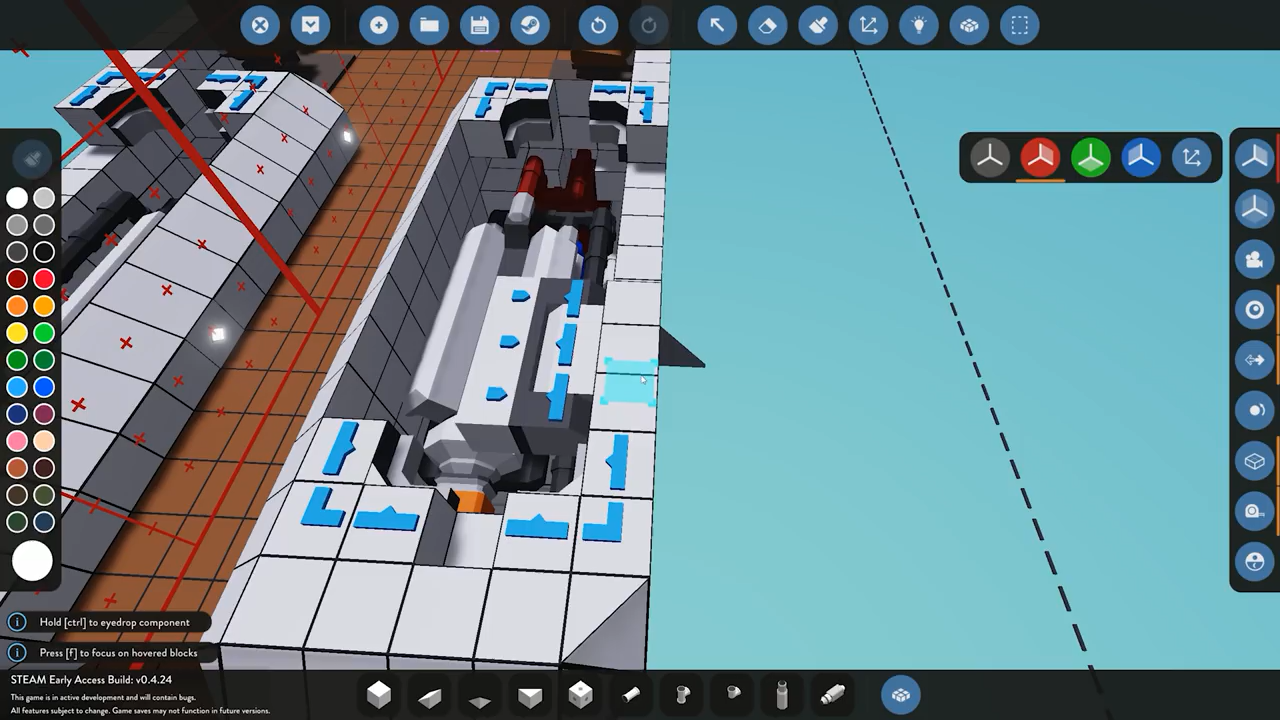 Hold [ctrl] to eyedrop component
Press [f] to focus on hovered blocks
STEAM Early Access Build: v0.4.24
This game is in active development and will contain bugs.
All features subject to change. Game saves may not function in future versions.